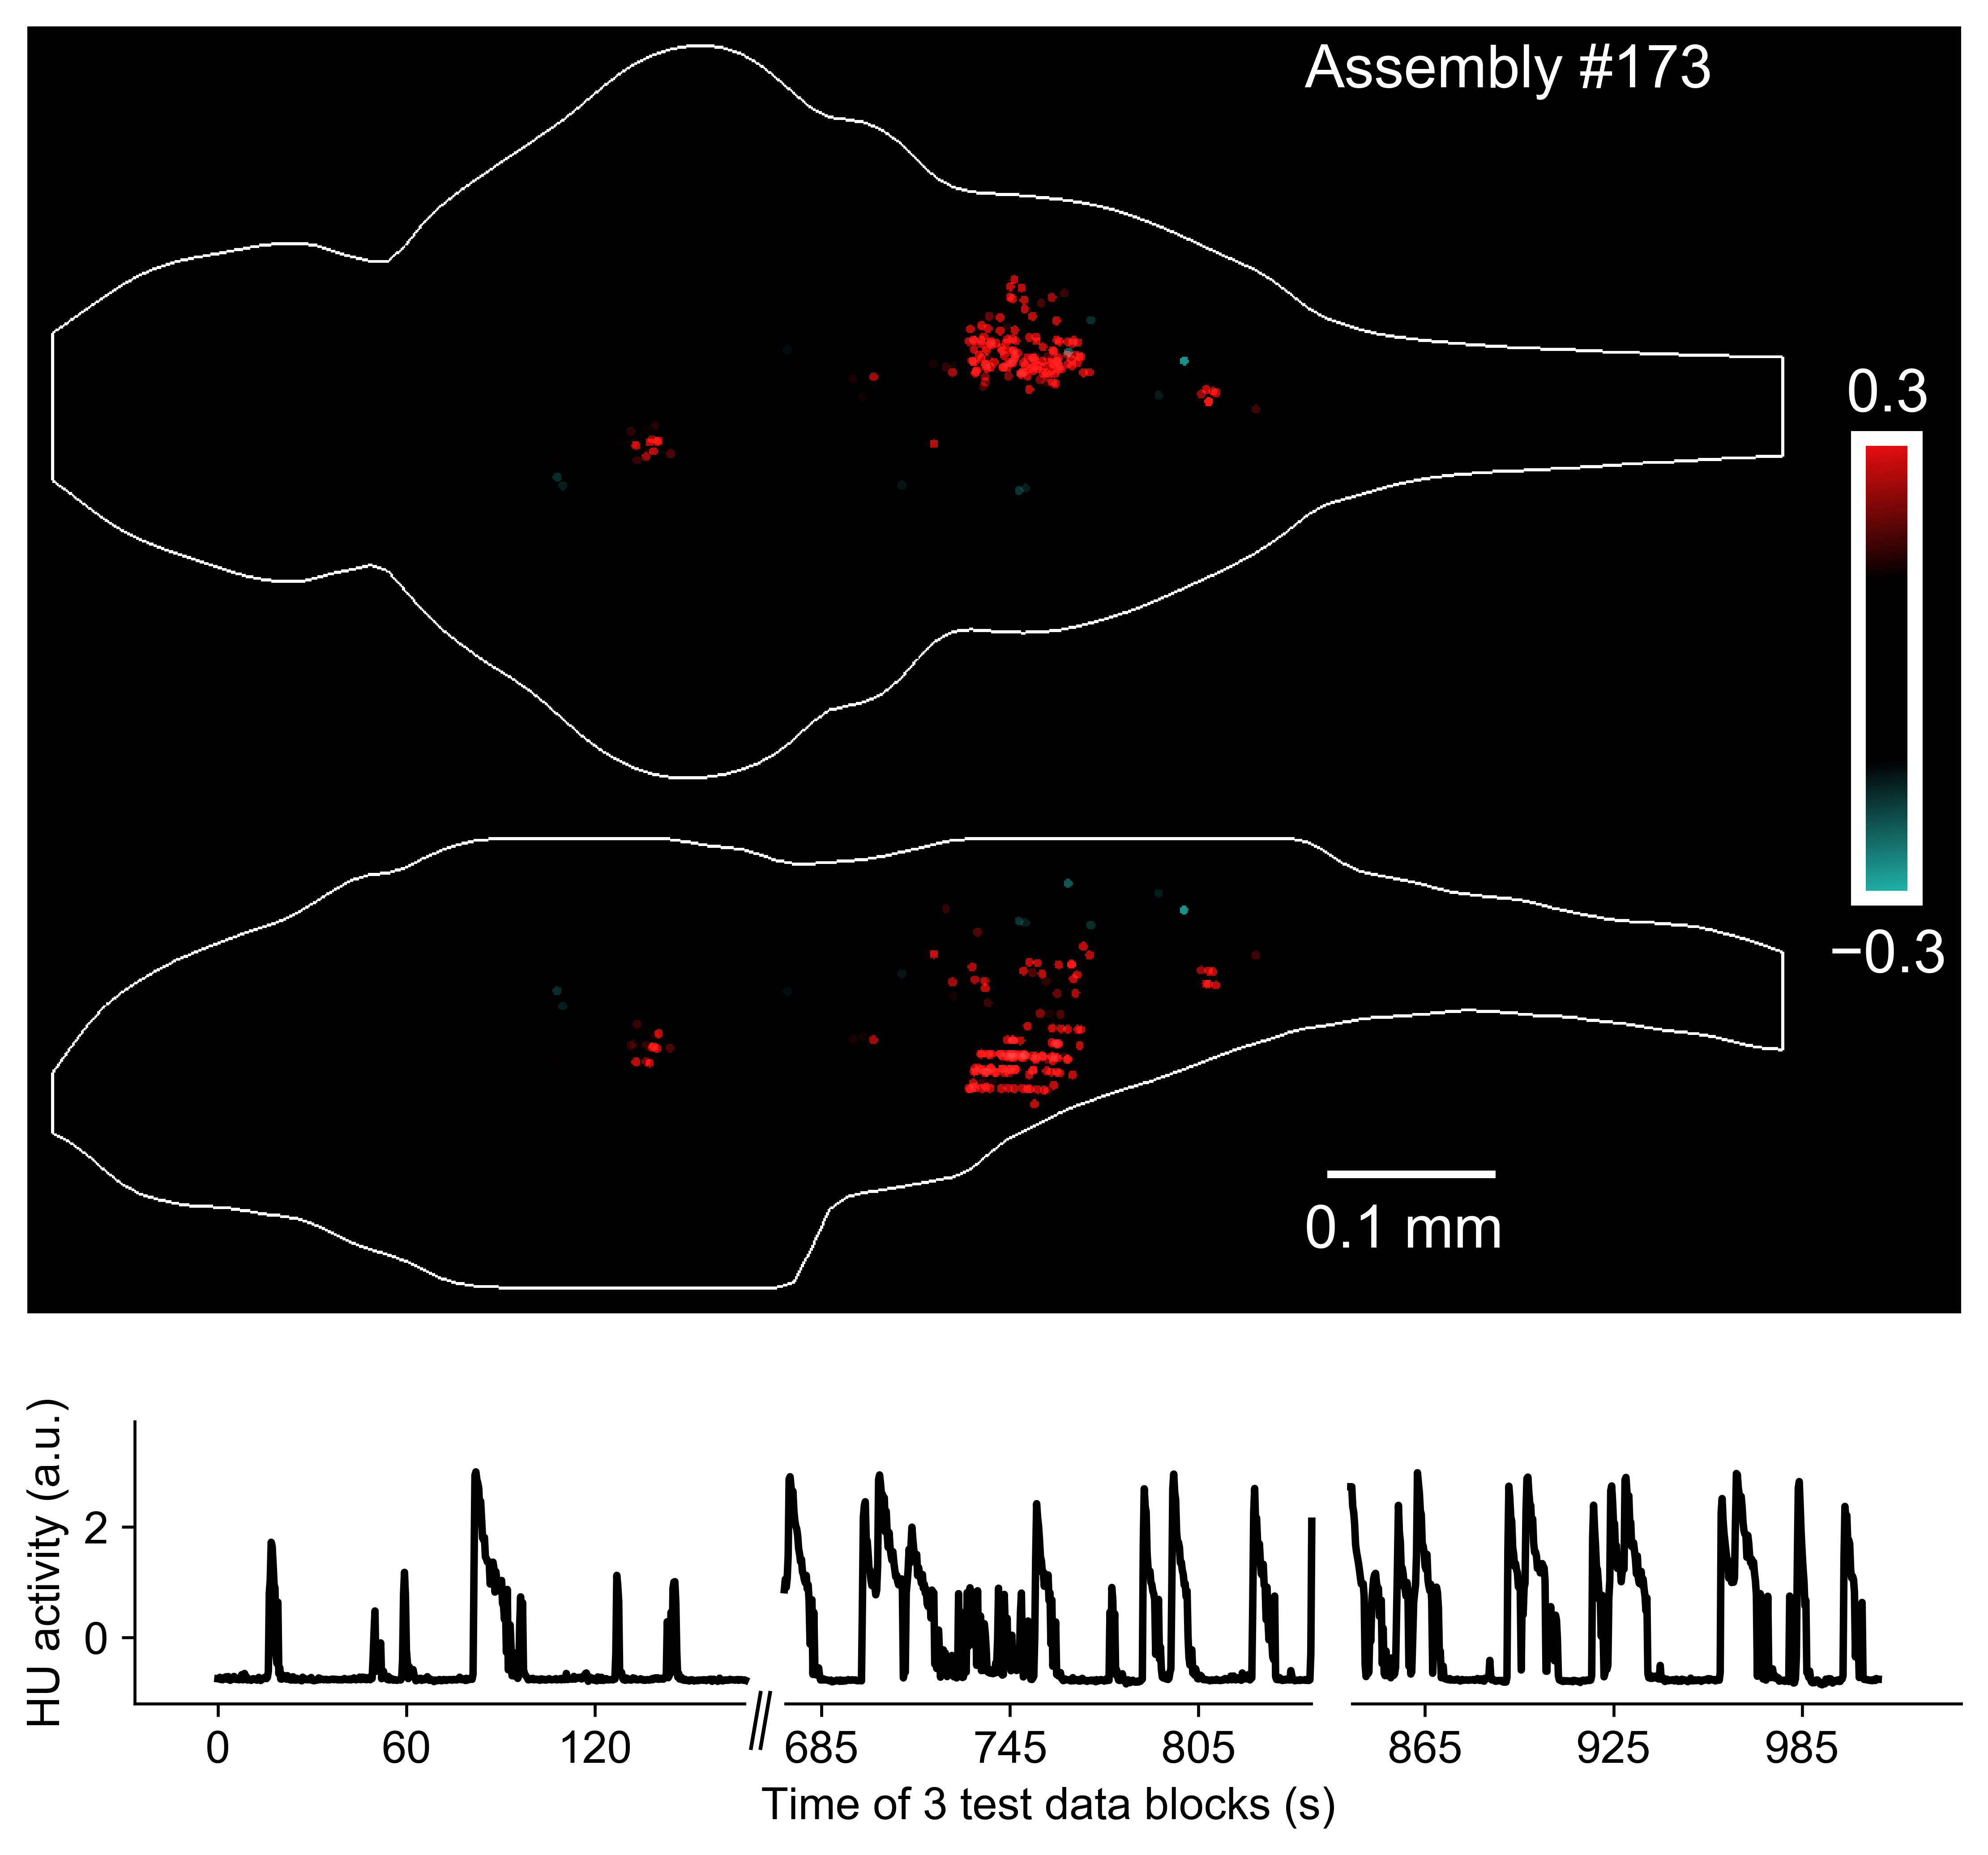 Assembly #173
0.3
−0.3
0.1 mm
HU activity (a.u.)
2
0
0 60 120 685 745 805 865 925 985
Time of 3 test data blocks (s)